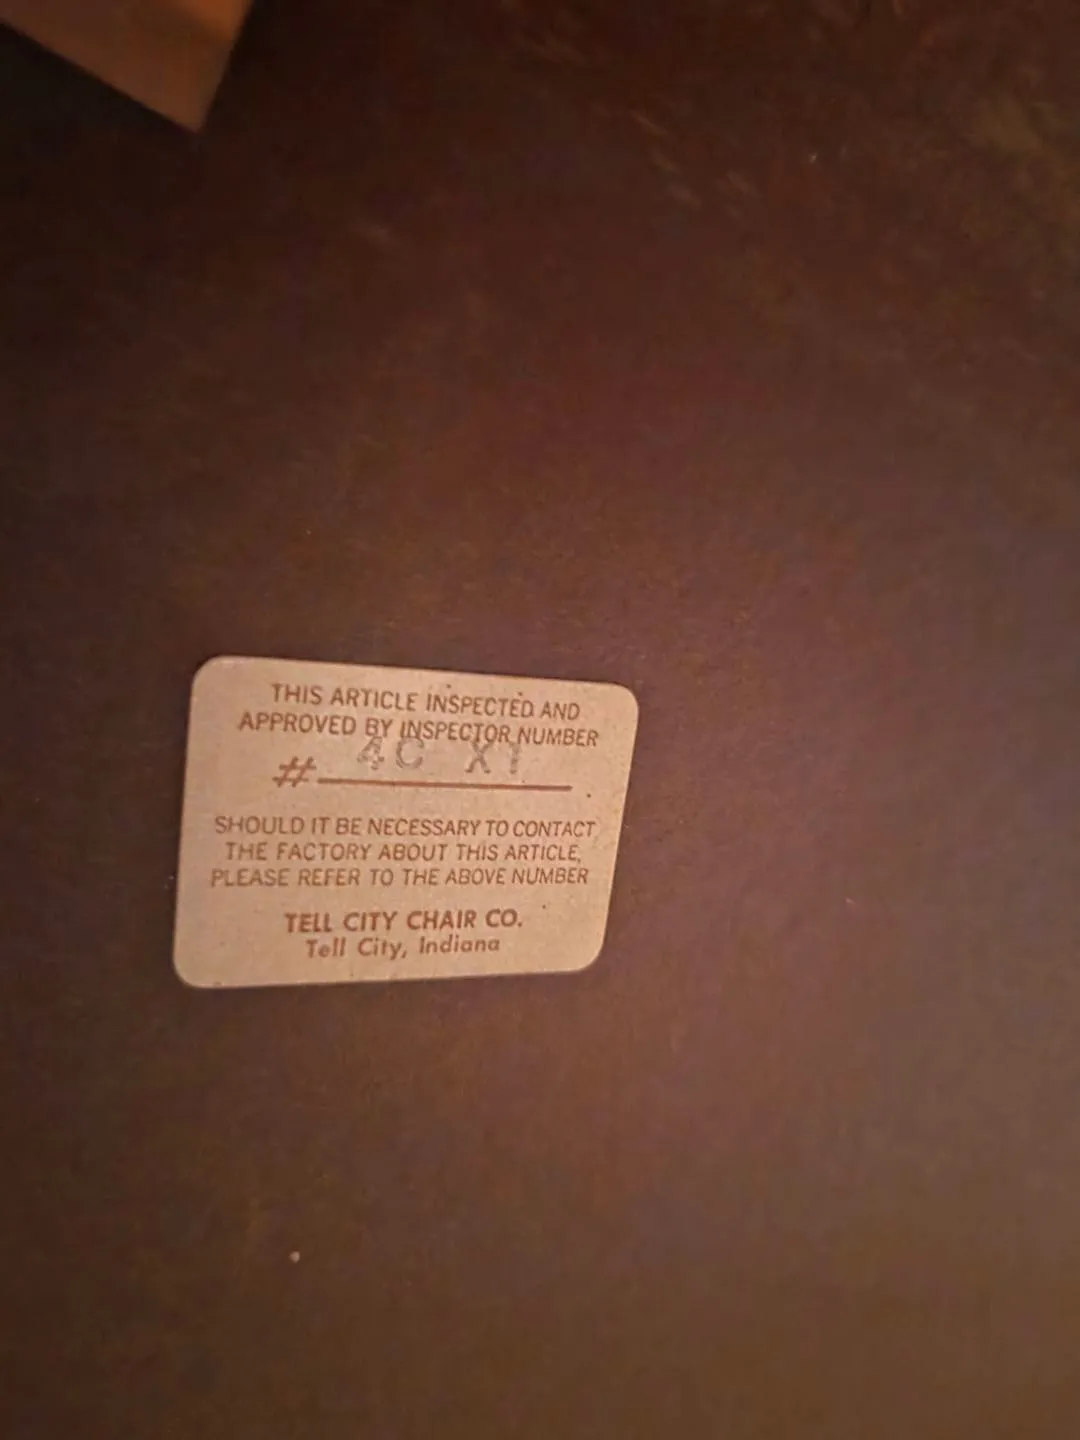 THIS ARTICLE INSPECTED AND
APPROVED BY INSPECTOR NUMBER
# 4C X1
SHOULD IT BE NECESSARY TO CONTACT
THE FACTORY ABOUT THIS ARTICLE,
PLEASE REFER TO THE ABOVE NUMBER
TELL CITY CHAIR CO.
Tell City, Indiana